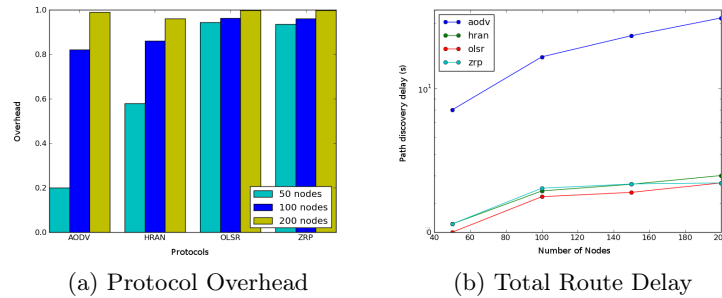 1.0
0.8
0.6
0.4
0.2
0.0
Overhead
AODV HRAN OLSR ZRP
Protocols
50 nodes
100 nodes
200 nodes
(a) Protocol Overhead
aodv
hran
olsr
zrp
10¹
0
Path discovery delay (s)
40 60 80 100 120 140 160 180 200
Number of Nodes
(b) Total Route Delay